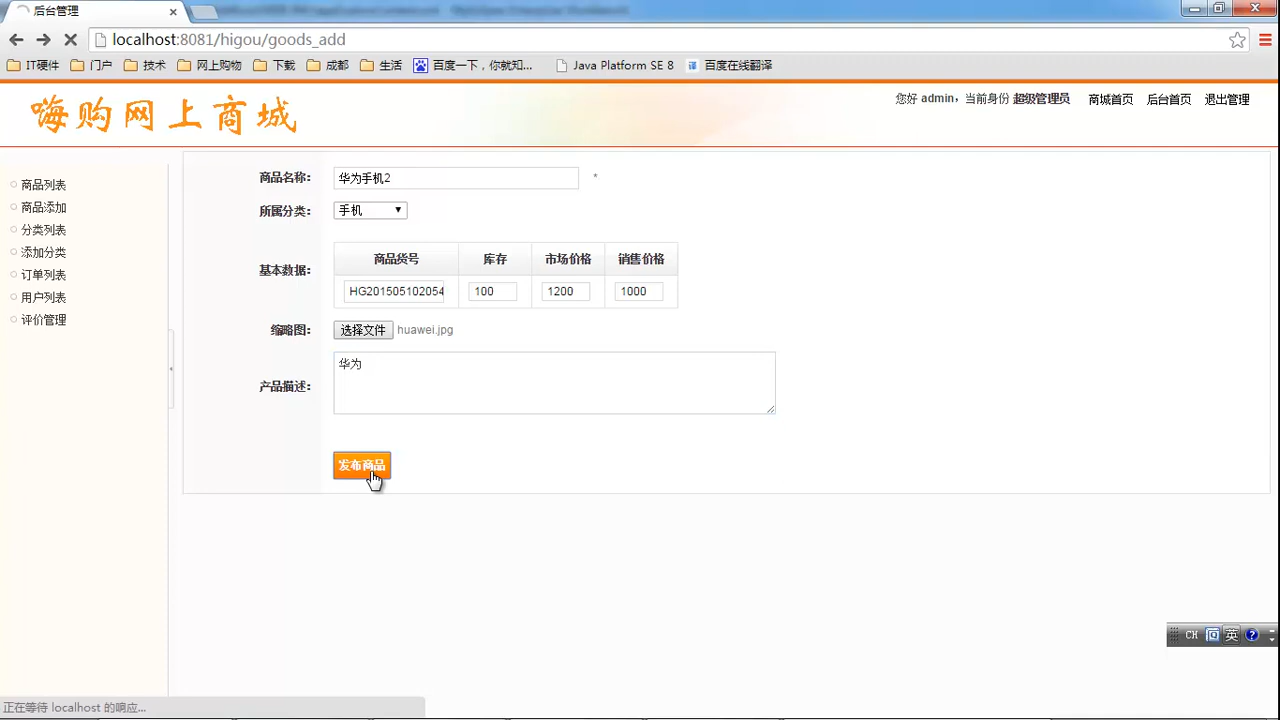 后台管理
localhost:8081/higou/goods_add
IT硬件 门户 技术 网上购物 下载 成都 生活 百度一下，你就知... Java Platform SE 8 译 百度在线翻译
嗨购网上商城
您好 admin，当前身份 超级管理员 商城首页 后台首页 退出管理
商品列表
商品添加
分类列表
添加分类
订单列表
用户列表
评价管理
商品名称： 华为手机2 *
所属分类： 手机
基本数据：
商品货号 库存 市场价格 销售价格
HG201505102054 100 1200 1000
缩略图： 选择文件 huawei.jpg
产品描述： 华为
发布商品
CH 英 ?
正在等待 localhost 的响应...